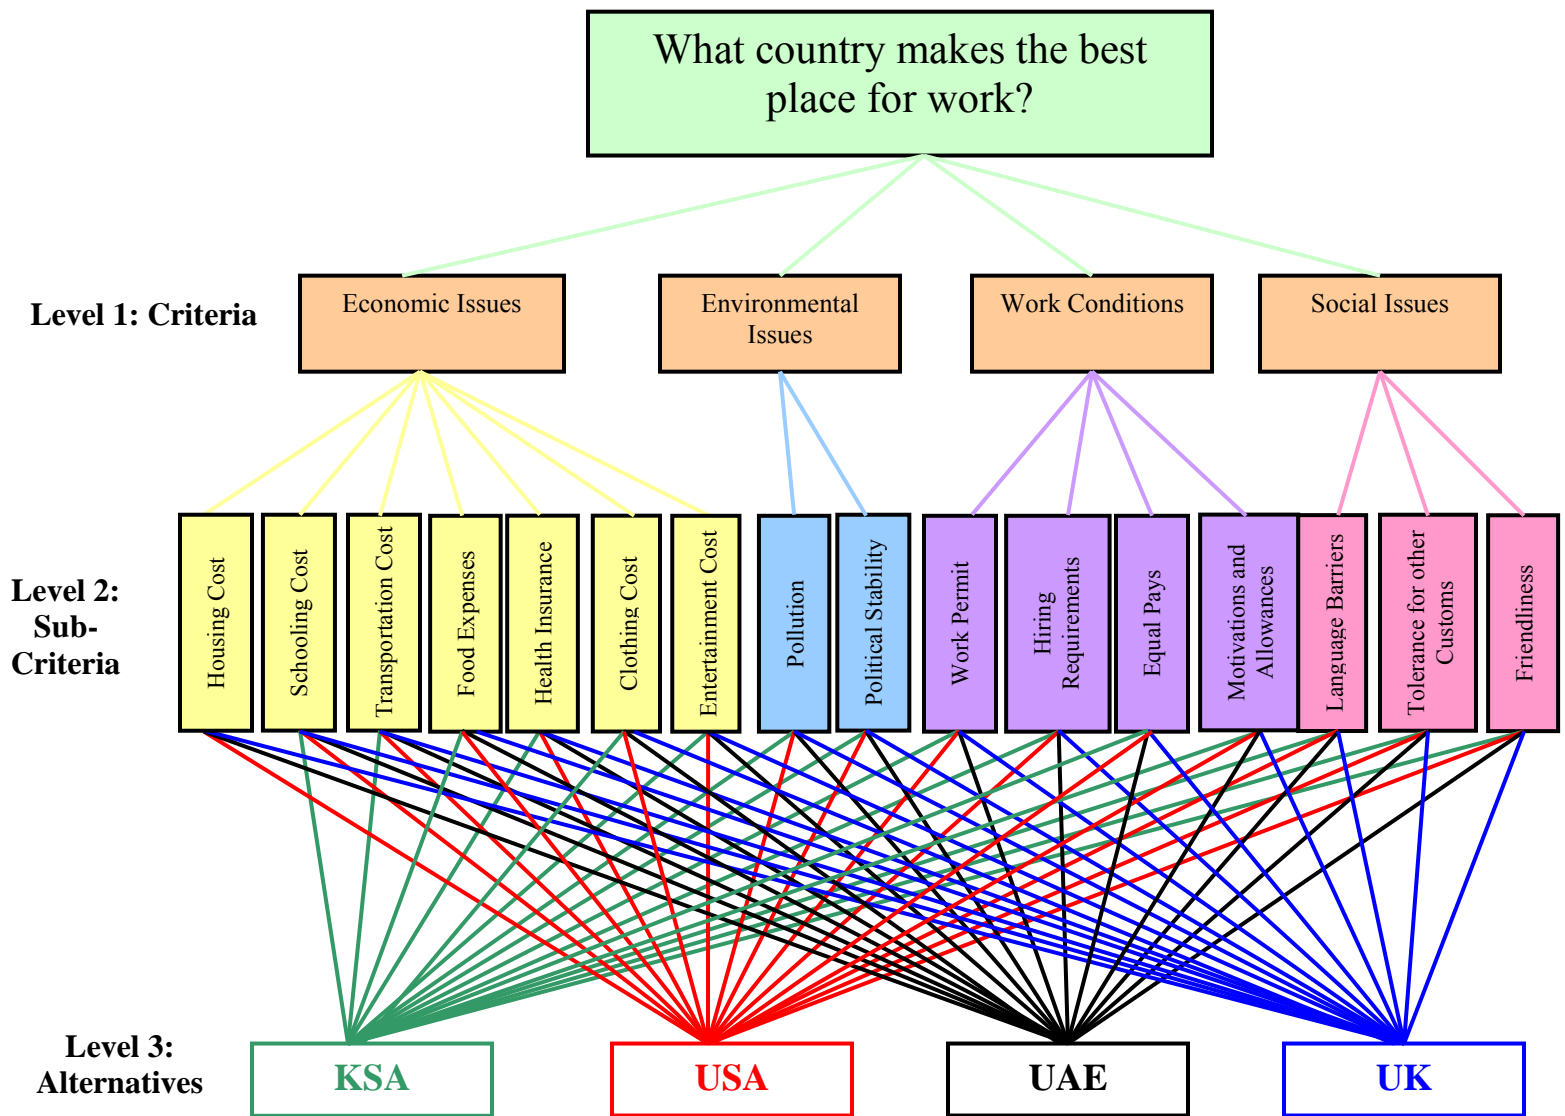 What country makes the best
place for work?
Level 1: Criteria
Economic Issues
Environmental
Issues
Work Conditions
Social Issues
Level 2:
Sub-
Criteria
Housing Cost
Schooling Cost
Transportation Cost
Food Expenses
Health Insurance
Clothing Cost
Entertainment Cost
Pollution
Political Stability
Work Permit
Hiring
Requirements
Equal Pays
Motivations and
Allowances
Language Barriers
Tolerance for other
Customs
Friendliness
Level 3:
Alternatives
KSA
USA
UAE
UK